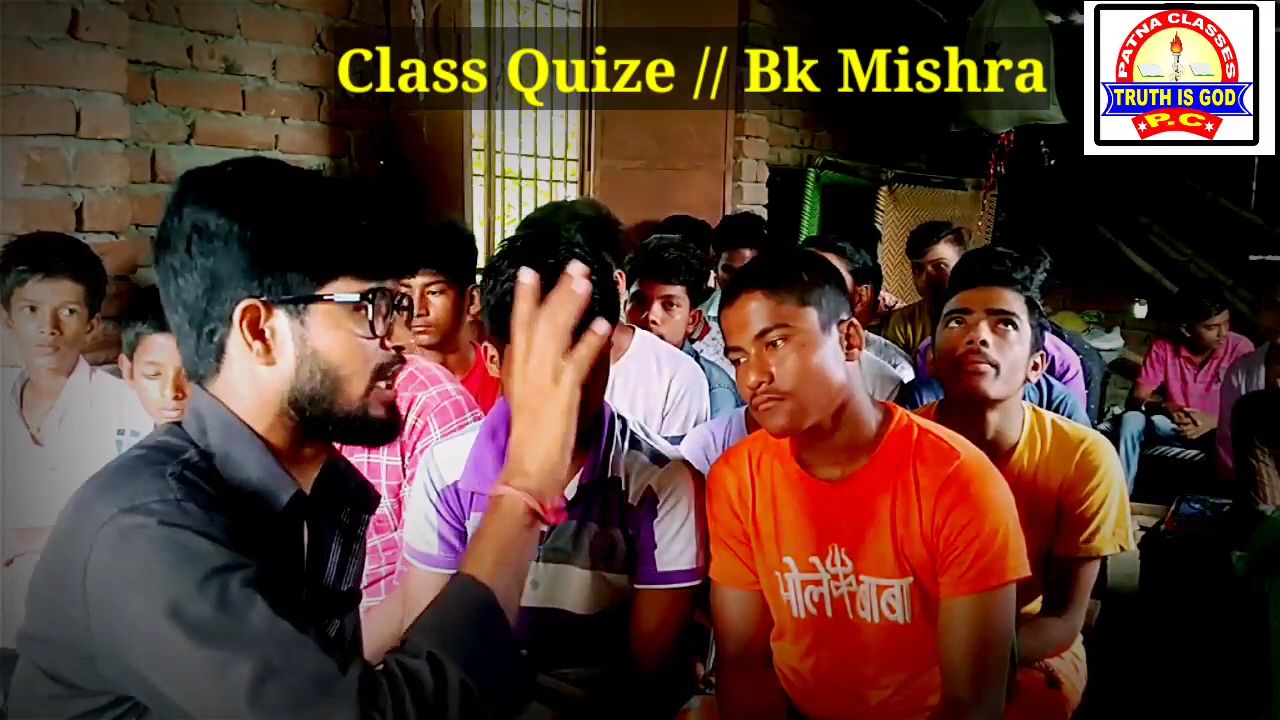 Class Quize // Bk Mishra
PATNA CLASSES
TRUTH IS GOD
P.C
भोले बाबा